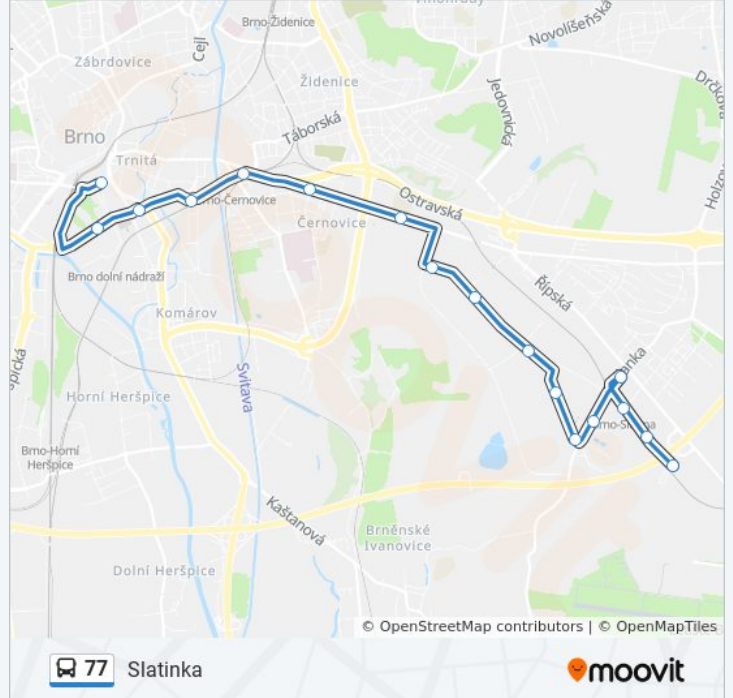 Vinohrady
Brno-Židenice
Novolíšeňská
Cejl
Zábrdovice
Židenice
Drčkova
Jedovnická
Táborská
Brno
Trnitá
Holzov
Ostravská
Brno-Černovice
Černovice
Brno dolní nádraží
Řípská
Komárov
Svitava
Horní Heršpice
Brno-Horní
Heršpice
Kaštanová
Brněnské
Ivanovice
Dolní Heršpice
© OpenStreetMap contributors | © OpenMapTiles
77 Slatinka
moovit